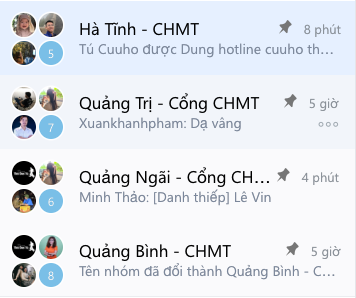 Hà Tĩnh - CHMT
8 phút
Tú Cuuho được Dung hotline cuuho th...
5
Quảng Trị - Cổng CHMT
5 giờ
Xuankhanhpham: Dạ vâng
7
Quảng Ngãi - Cổng CH...
4 phút
Minh Thảo: [Danh thiếp] Lê Vin
6
Quảng Bình - CHMT
5 giờ
Tên nhóm đã đổi thành Quảng Bình - C...
8